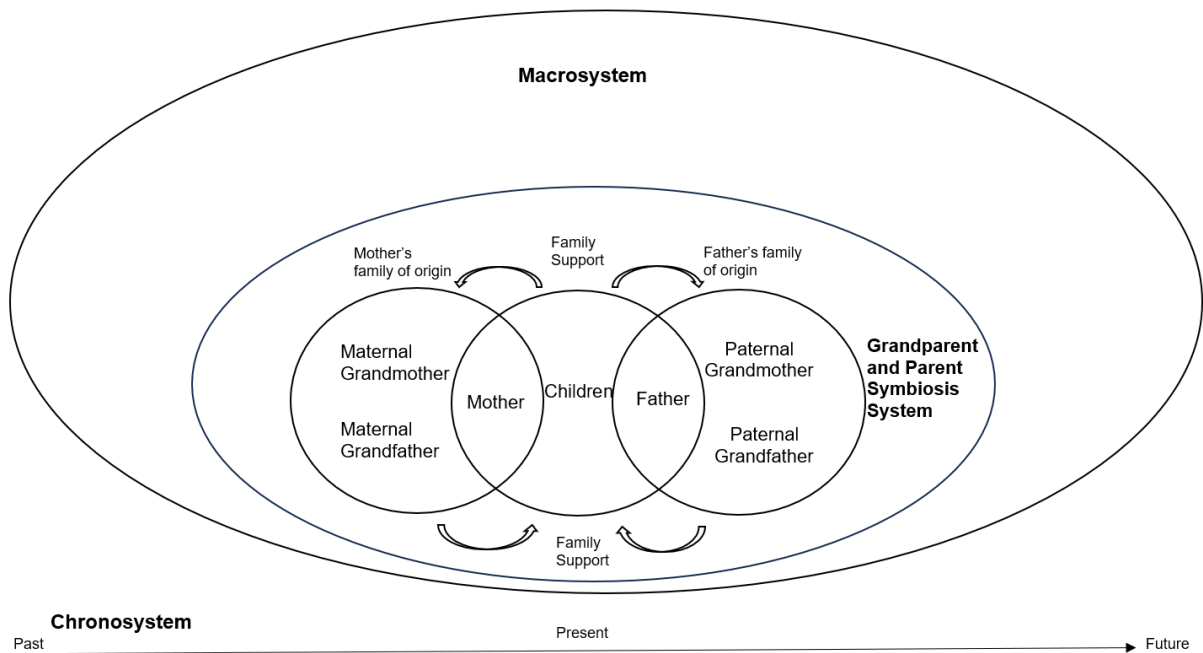 Macrosystem
Family
Support
Mother's
family of origin
Father's family
of origin
Maternal
Grandmother
Maternal
Grandfather
Mother
Children
Father
Paternal
Grandmother
Paternal
Grandfather
Grandparent
and Parent
Symbiosis
System
Family
Support
Chronosystem
Past
Present
Future